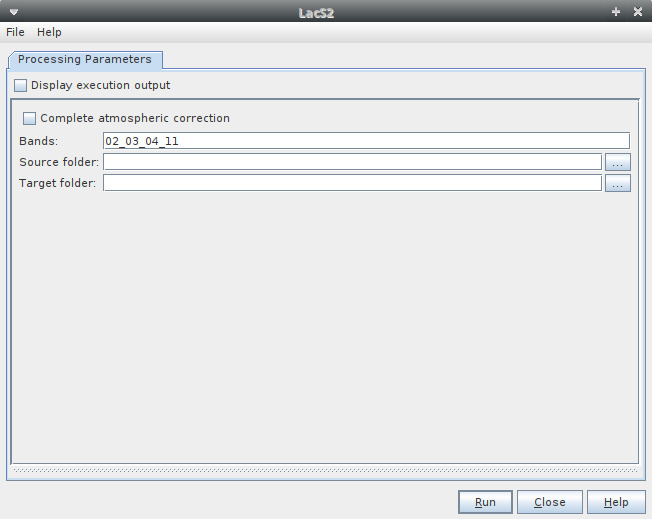 LacS2
File Help
Processing Parameters
Display execution output
Complete atmospheric correction
Bands: 02_03_04_11
Source folder: ...
Target folder: ...
Run Close Help